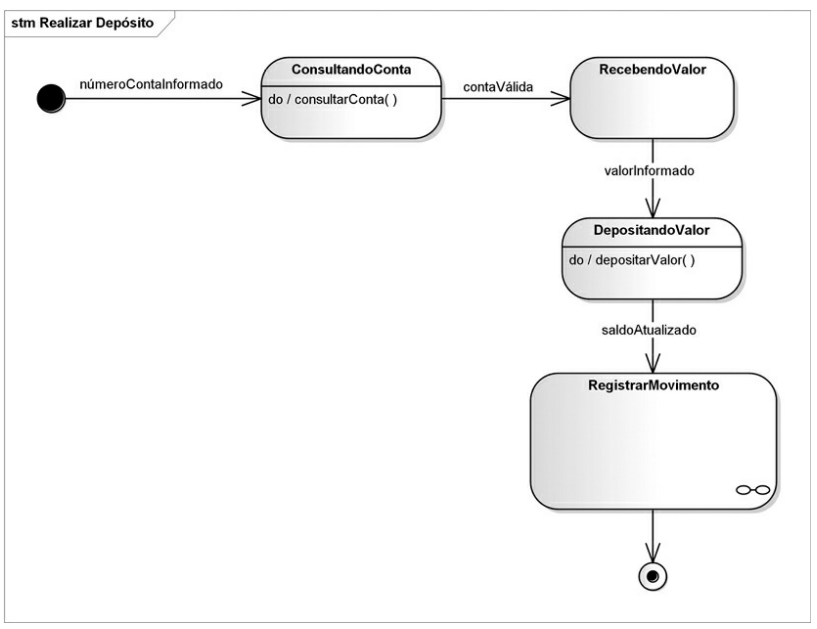 stm Realizar Depósito
númeroContaInformado
ConsultandoConta
do / consultarConta( )
contaVálida
RecebendoValor
valorInformado
DepositandoValor
do / depositarValor( )
saldoAtualizado
RegistrarMovimento